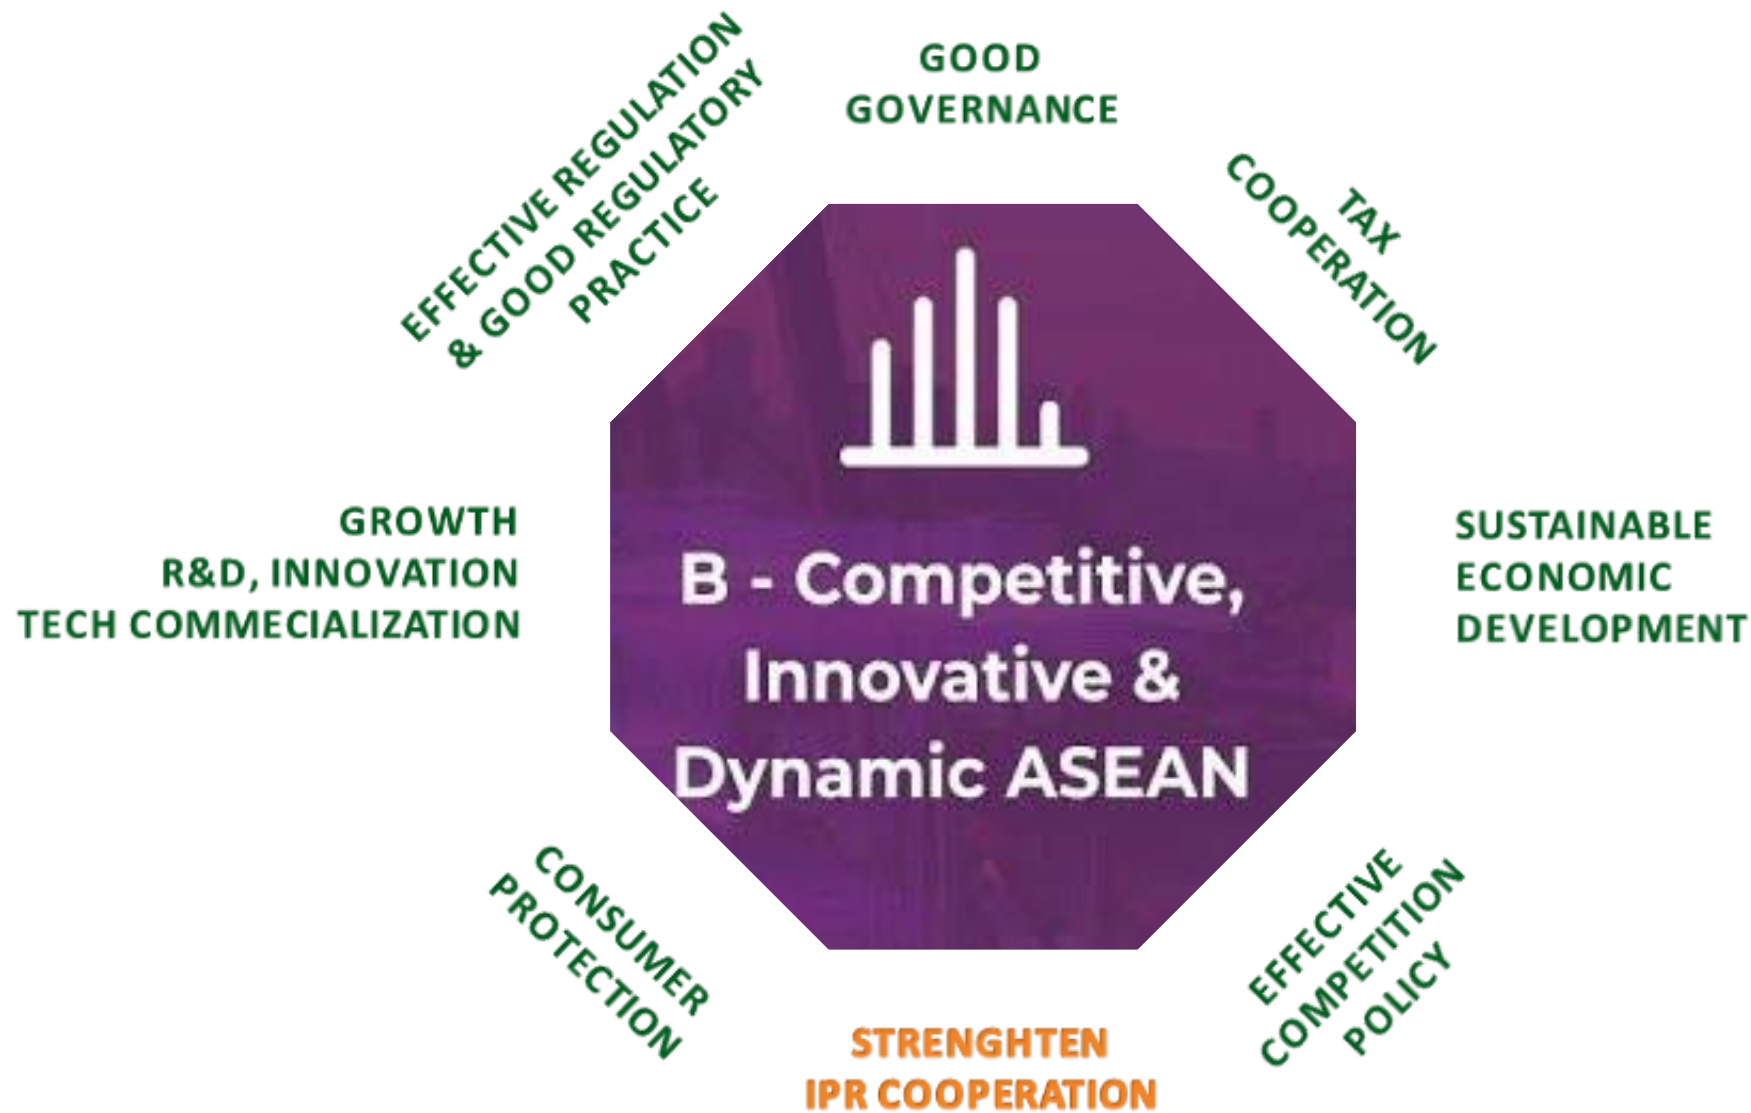 EFFECTIVE REGULATION
& GOOD REGULATORY
PRACTICE
GOOD
GOVERNANCE
TAX
COOPERATION
GROWTH
R&D, INNOVATION
TECH COMMECIALIZATION
B - Competitive,
Innovative &
Dynamic ASEAN
SUSTAINABLE
ECONOMIC
DEVELOPMENT
CONSUMER
PROTECTION
STRENGHTEN
IPR COOPERATION
EFFECTIVE
COMPETITION
POLICY